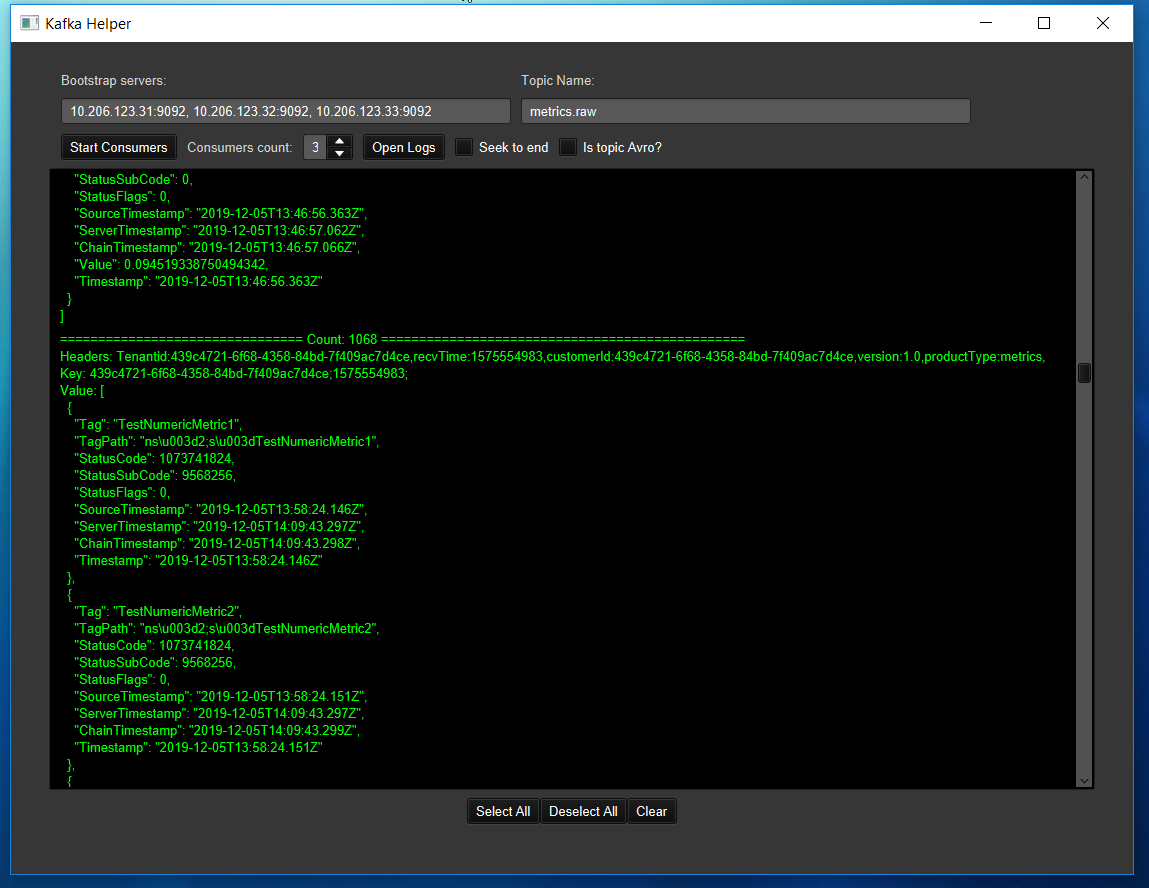 Kafka Helper
Bootstrap servers:
Topic Name:
10.206.123.31:9092, 10.206.123.32:9092, 10.206.123.33:9092
metrics.raw
Start Consumers
Consumers count:
3
Open Logs
Seek to end
Is topic Avro?
"StatusSubCode": 0,
"StatusFlags": 0,
"SourceTimestamp": "2019-12-05T13:46:56.363Z",
"ServerTimestamp": "2019-12-05T13:46:57.062Z",
"ChainTimestamp": "2019-12-05T13:46:57.066Z",
"Value": 0.094519338750494342,
"Timestamp": "2019-12-05T13:46:56.363Z"
}
]
================================ Count: 1068 ================================================
Headers: TenantId:439c4721-6f68-4358-84bd-7f409ac7d4ce,recvTime:1575554983,customerId:439c4721-6f68-4358-84bd-7f409ac7d4ce,version:1.0,productType:metrics,
Key: 439c4721-6f68-4358-84bd-7f409ac7d4ce;1575554983;
Value: [
{
"Tag": "TestNumericMetric1",
"TagPath": "ns\u003d2;s\u003dTestNumericMetric1",
"StatusCode": 1073741824,
"StatusSubCode": 9568256,
"StatusFlags": 0,
"SourceTimestamp": "2019-12-05T13:58:24.146Z",
"ServerTimestamp": "2019-12-05T14:09:43.297Z",
"ChainTimestamp": "2019-12-05T14:09:43.298Z",
"Timestamp": "2019-12-05T13:58:24.146Z"
},
{
"Tag": "TestNumericMetric2",
"TagPath": "ns\u003d2;s\u003dTestNumericMetric2",
"StatusCode": 1073741824,
"StatusSubCode": 9568256,
"StatusFlags": 0,
"SourceTimestamp": "2019-12-05T13:58:24.151Z",
"ServerTimestamp": "2019-12-05T14:09:43.297Z",
"ChainTimestamp": "2019-12-05T14:09:43.299Z",
"Timestamp": "2019-12-05T13:58:24.151Z"
},
{
Select All
Deselect All
Clear